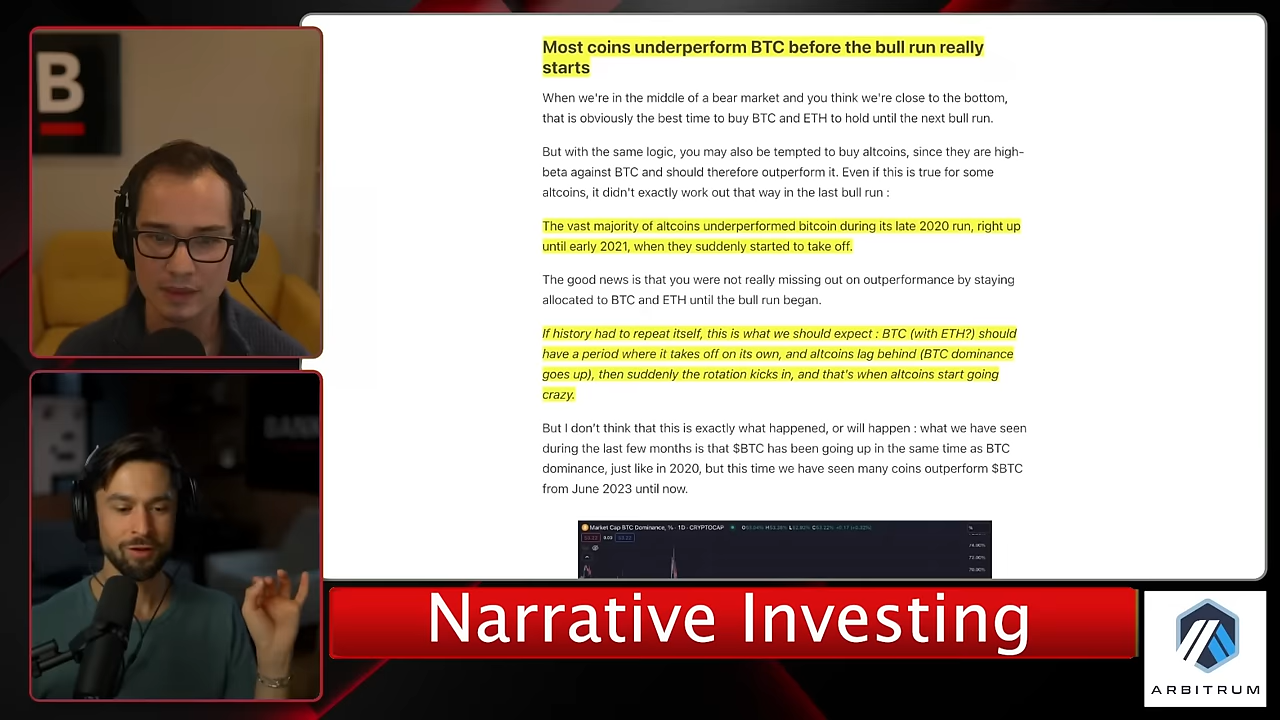 B
Most coins underperform BTC before the bull run really
starts
When we're in the middle of a bear market and you think we're close to the bottom,
that is obviously the best time to buy BTC and ETH to hold until the next bull run.
But with the same logic, you may also be tempted to buy altcoins, since they are high-
beta against BTC and should therefore outperform it. Even if this is true for some
altcoins, it didn't exactly work out that way in the last bull run :
The vast majority of altcoins underperformed bitcoin during its late 2020 run, right up
until early 2021, when they suddenly started to take off.
The good news is that you were not really missing out on outperformance by staying
allocated to BTC and ETH until the bull run began.
If history had to repeat itself, this is what we should expect : BTC (with ETH?) should
have a period where it takes off on its own, and altcoins lag behind (BTC dominance
goes up), then suddenly the rotation kicks in, and that's when altcoins start going
crazy.
But I don't think that this is exactly what happened, or will happen : what we have seen
during the last few months is that $BTC has been going up in the same time as BTC
dominance, just like in 2020, but this time we have seen many coins outperform $BTC
from June 2023 until now.
Market Cap BTC Dominance, % · 1D · CRYPTOCAP
Narrative Investing
ARBITRUM